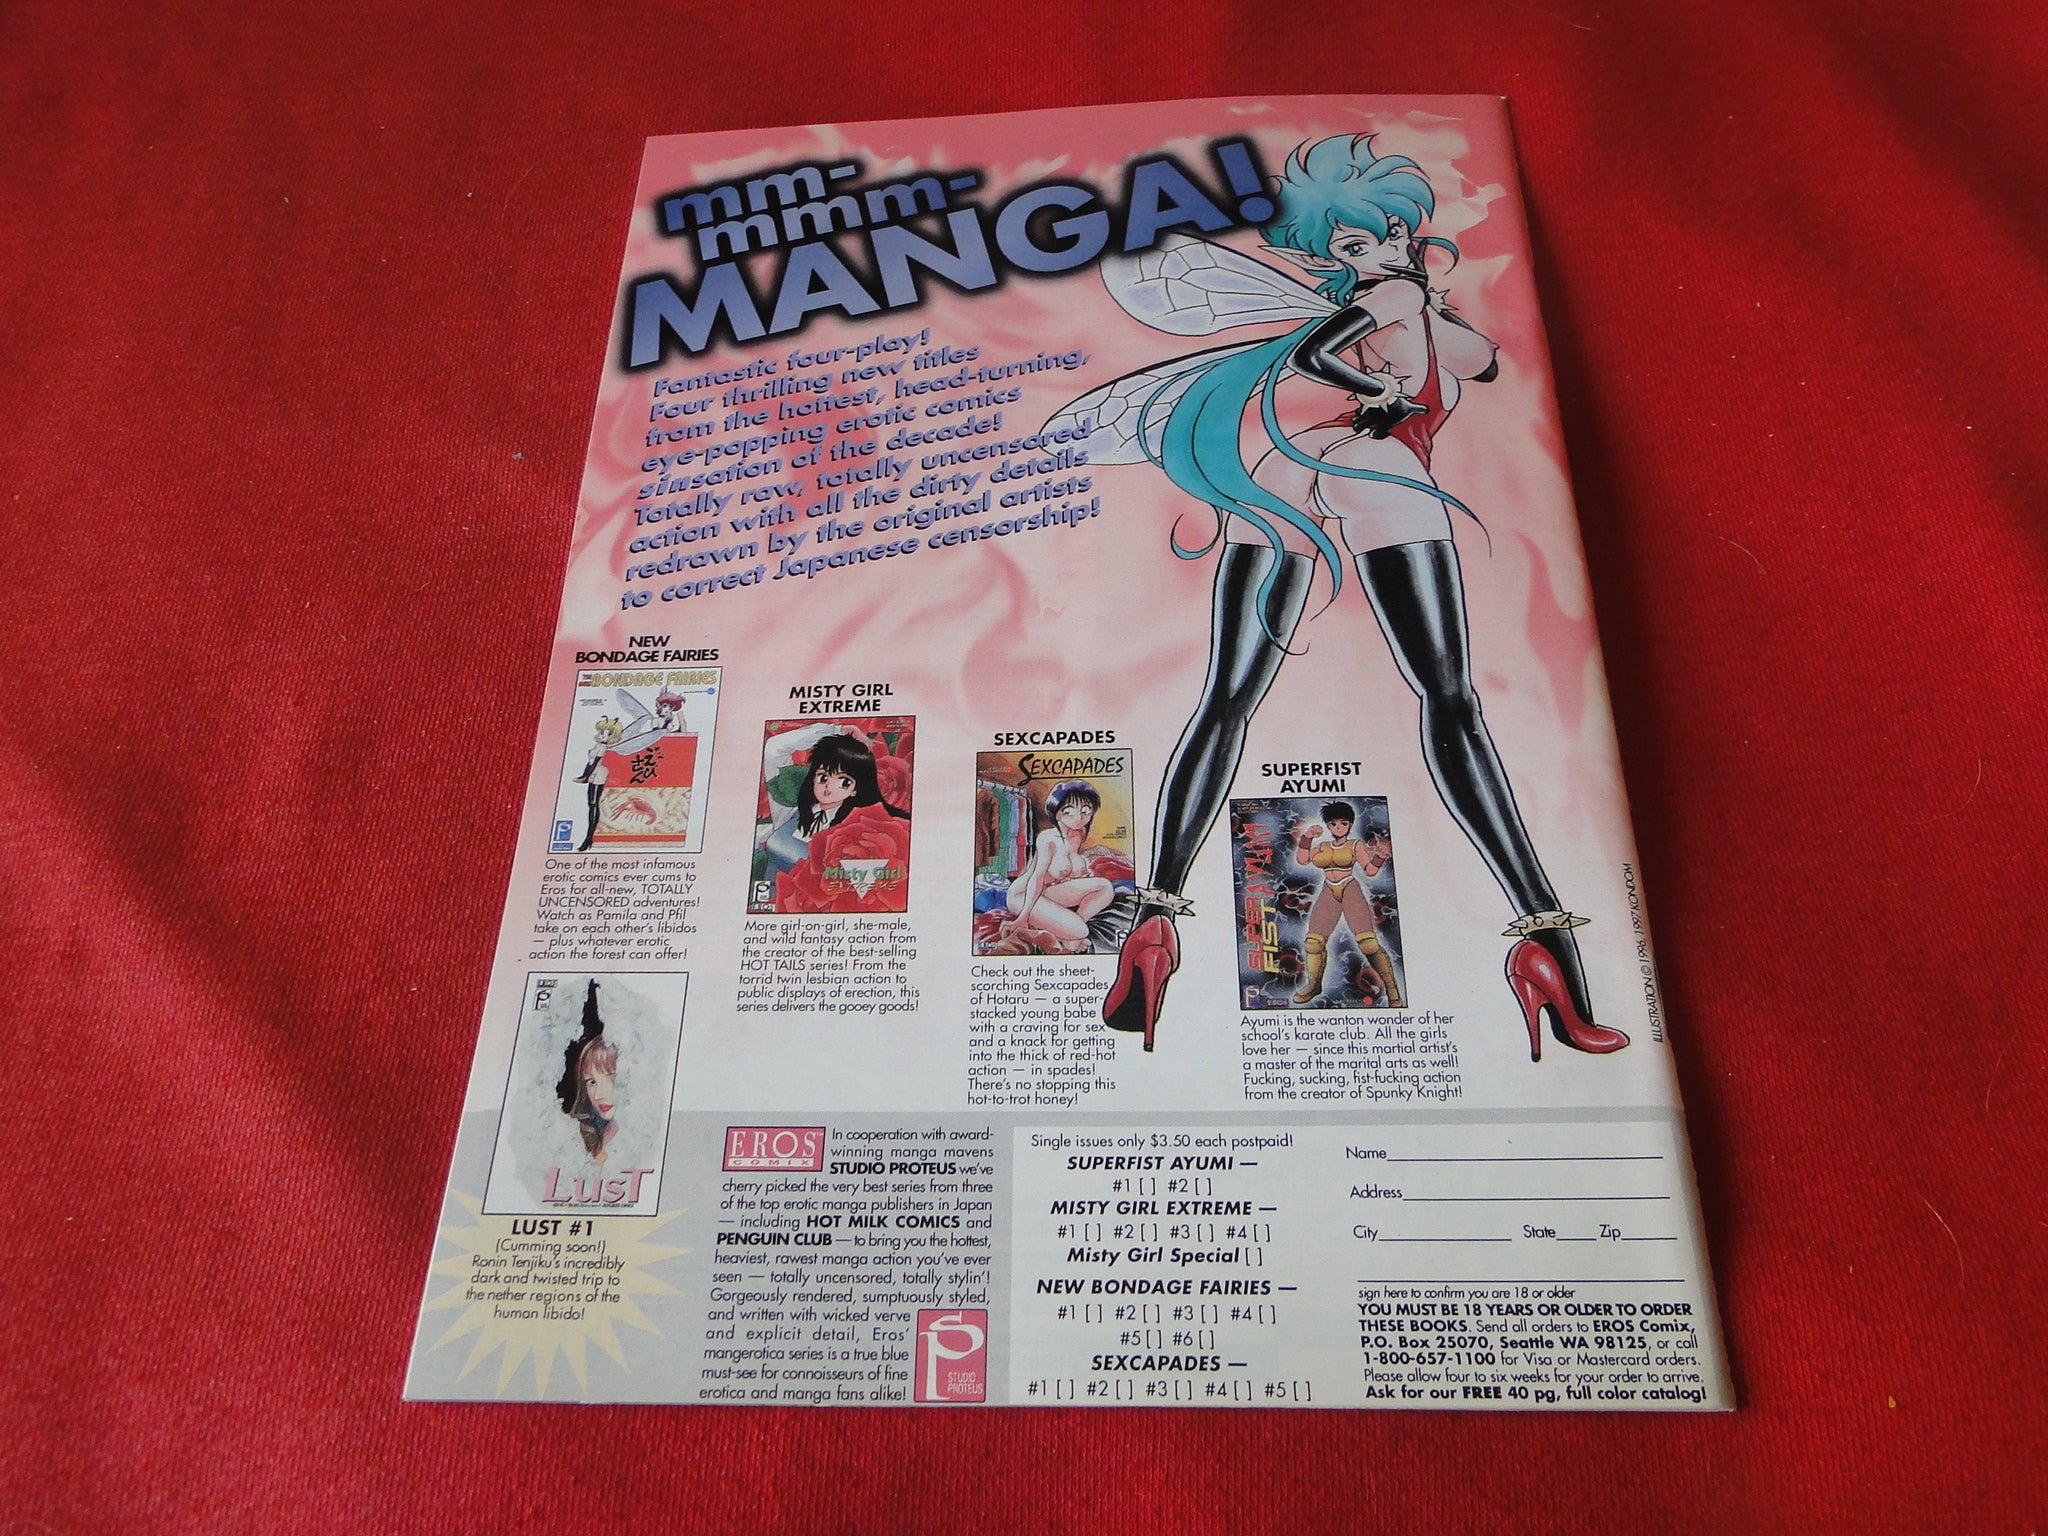 mm-
mmm-
MANGA!
Fantastic four-play!
Four thrilling new titles
from the hottest, head-turning,
eye-popping erotic comics
sinsation of the decade!
Totally raw, totally uncensored
action with all the dirty details
redrawn by the original artists
to correct Japanese censorship!
NEW
BONDAGE FAIRIES
BONDAGE FAIRIES
One of the most infamous
erotic comics ever cums to
Eros for all-new, TOTALLY
UNCENSORED adventures!
Watch as Pamila and Pfil
take on each other's libidos
— plus whatever erotic
action the forest can offer!
MISTY GIRL
EXTREME
Misty Girl
EXTREME
EROS
More girl-on-girl, she-male,
and wild fantasy action from
the creator of the best-selling
HOT TAILS series! From the
torrid twin lesbian action to
public displays of erection, this
series delivers the gooey goods!
SEXCAPADES
SEXCAPADES
Check out the sheet-
scorching Sexcapades
of Hotaru — a super-
stacked young babe
with a craving for sex
and a knack for getting
into the thick of red-hot
action — in spades!
There's no stopping this
hot-to-trot honey!
SUPERFIST
AYUMI
SUPER
FIST
AYUMI
EROS
Ayumi is the wanton wonder of her
school's karate club. All the girls
love her — since this martial artist's
a master of the marital arts as well!
Fucking, sucking, fist-fucking action
from the creator of Spunky Knight!
ILLUSTRATION © 1996, 1997 KONDOM
LusT
LUST #1
(Cumming soon!)
Ronin Tenjiku's incredibly
dark and twisted trip to
the nether regions of the
human libido!
EROS
COMIX
In cooperation with award-
winning manga mavens
STUDIO PROTEUS we've
cherry picked the very best series from three
of the top erotic manga publishers in Japan
— including HOT MILK COMICS and
PENGUIN CLUB — to bring you the hottest,
heaviest, rawest manga action you've ever
seen — totally uncensored, totally stylin'!
Gorgeously rendered, sumptuously styled,
and written with wicked verve
and explicit detail, Eros'
mangerotica series is a true blue
must-see for connoisseurs of fine
erotica and manga fans alike!
SP
STUDIO
PROTEUS
Single issues only $3.50 each postpaid!
SUPERFIST AYUMI —
#1 [ ] #2 [ ]
MISTY GIRL EXTREME —
#1 [ ] #2 [ ] #3 [ ] #4 [ ]
Misty Girl Special [ ]
NEW BONDAGE FAIRIES —
#1 [ ] #2 [ ] #3 [ ] #4 [ ]
#5 [ ] #6 [ ]
SEXCAPADES —
#1 [ ] #2 [ ] #3 [ ] #4 [ ] #5 [ ]
Name
Address
City State Zip
sign here to confirm you are 18 or older
YOU MUST BE 18 YEARS OR OLDER TO ORDER
THESE BOOKS. Send all orders to EROS Comix,
P.O. Box 25070, Seattle WA 98125, or call
1-800-657-1100 for Visa or Mastercard orders.
Please allow four to six weeks for your order to arrive.
Ask for our FREE 40 pg, full color catalog!